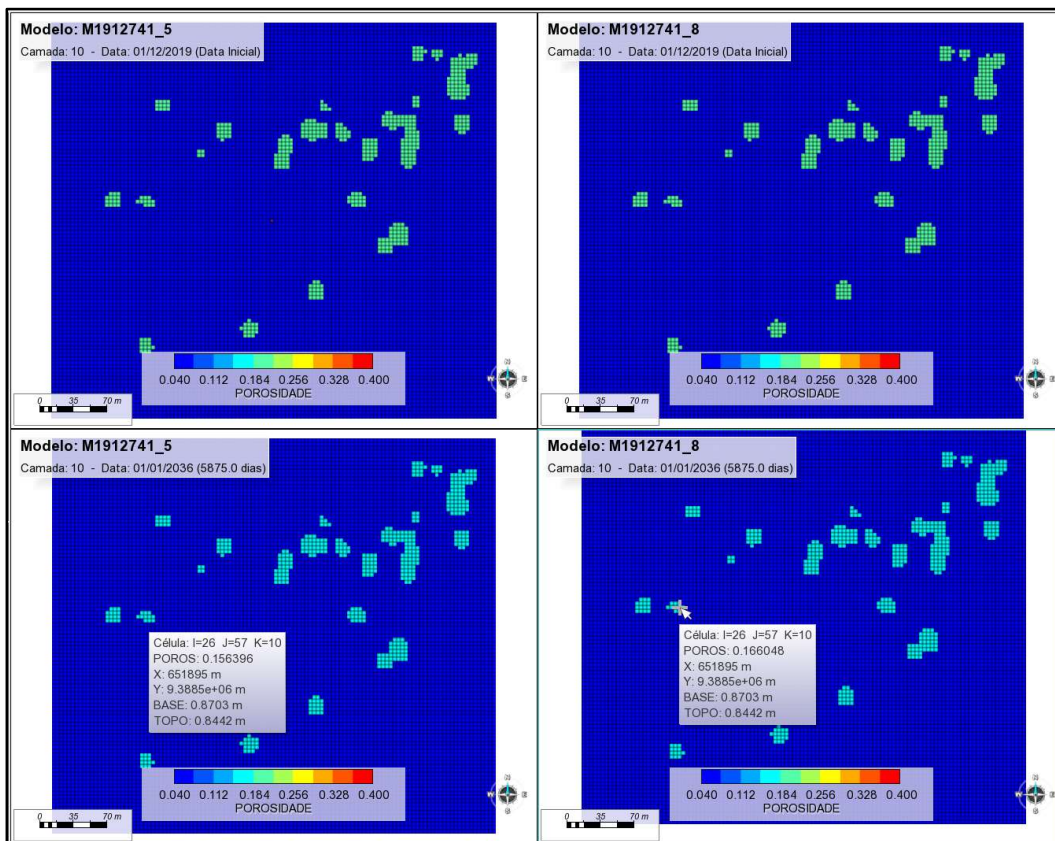 Modelo: M1912741_5
Camada: 10 - Data: 01/12/2019 (Data Inicial)
0.040 0.112 0.184 0.256 0.328 0.400
POROSIDADE
0 35 70 m
N
W E
S
Modelo: M1912741_8
Camada: 10 - Data: 01/12/2019 (Data Inicial)
0.040 0.112 0.184 0.256 0.328 0.400
POROSIDADE
0 35 70 m
N
W E
S
Modelo: M1912741_5
Camada: 10 - Data: 01/01/2036 (5875.0 dias)
Célula: I=26 J=57 K=10
POROS: 0.156396
X: 651895 m
Y: 9.3885e+06 m
BASE: 0.8703 m
TOPO: 0.8442 m
0.040 0.112 0.184 0.256 0.328 0.400
POROSIDADE
0 35 70 m
N
W E
S
Modelo: M1912741_8
Camada: 10 - Data: 01/01/2036 (5875.0 dias)
Célula: I=26 J=57 K=10
POROS: 0.166048
X: 651895 m
Y: 9.3885e+06 m
BASE: 0.8703 m
TOPO: 0.8442 m
0.040 0.112 0.184 0.256 0.328 0.400
POROSIDADE
0 35 70 m
N
W E
S